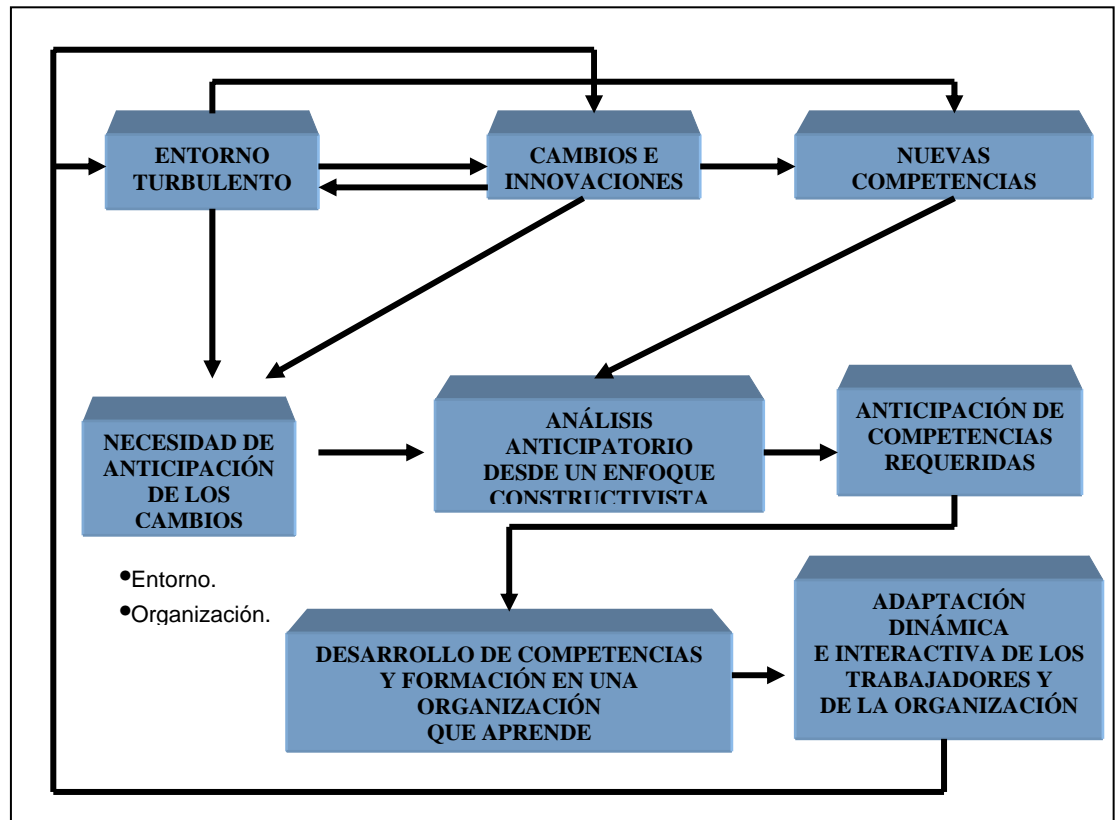 ENTORNO
TURBULENTO
CAMBIOS E
INNOVACIONES
NUEVAS
COMPETENCIAS
NECESIDAD DE
ANTICIPACIÓN
DE LOS
CAMBIOS
ANÁLISIS
ANTICIPATORIO
DESDE UN ENFOQUE
CONSTRUCTIVISTA
ANTICIPACIÓN DE
COMPETENCIAS
REQUERIDAS
•Entorno.
•Organización.
DESARROLLO DE COMPETENCIAS
Y FORMACIÓN EN UNA
ORGANIZACIÓN
QUE APRENDE
ADAPTACIÓN
DINÁMICA
E INTERACTIVA DE LOS
TRABAJADORES Y
DE LA ORGANIZACIÓN